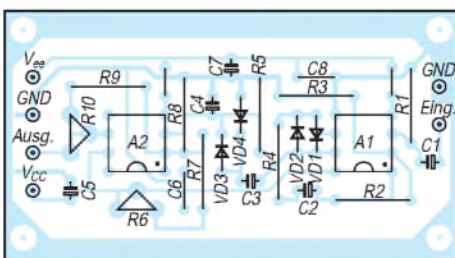 Vee
GND
Ausg.
Vcc
R9
R10
A2
C5
R6
R8
C6
R7
C7
C4
VD4
VD3
C3
R5
R4
C8
R3
VD2
VD1
C2
A1
R2
R1
GND
Eing.
C1